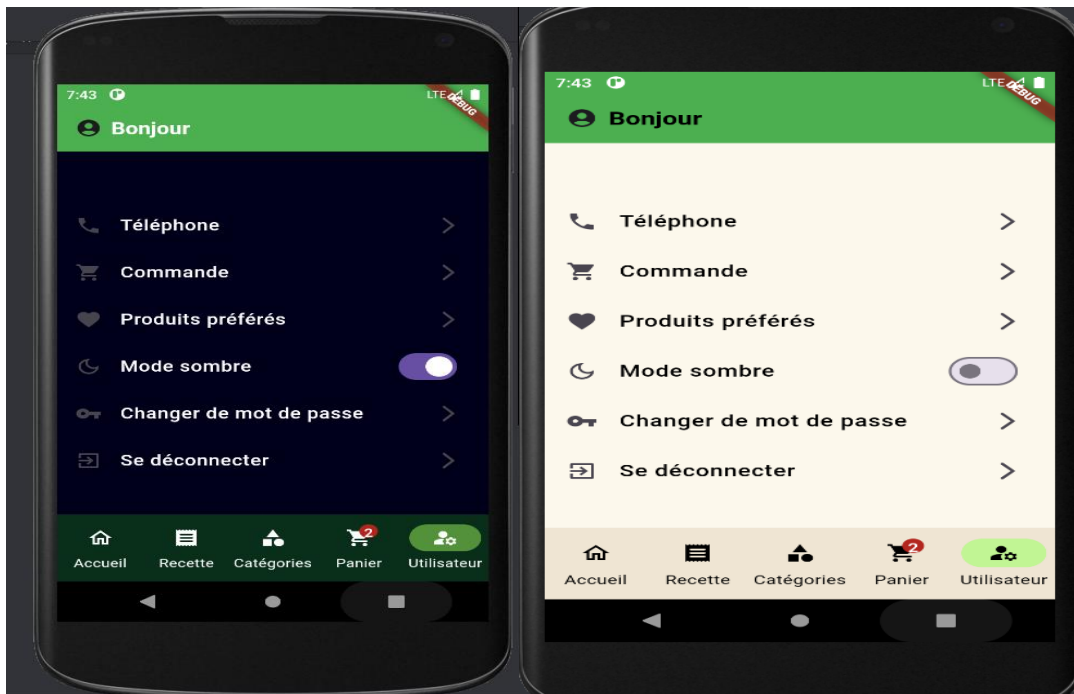 7:43 LTE DEBUG
Bonjour
Téléphone
Commande
Produits préférés
Mode sombre
Changer de mot de passe
Se déconnecter
2
Accueil Recette Catégories Panier Utilisateur
7:43 LTE DEBUG
Bonjour
Téléphone
Commande
Produits préférés
Mode sombre
Changer de mot de passe
Se déconnecter
2
Accueil Recette Catégories Panier Utilisateur